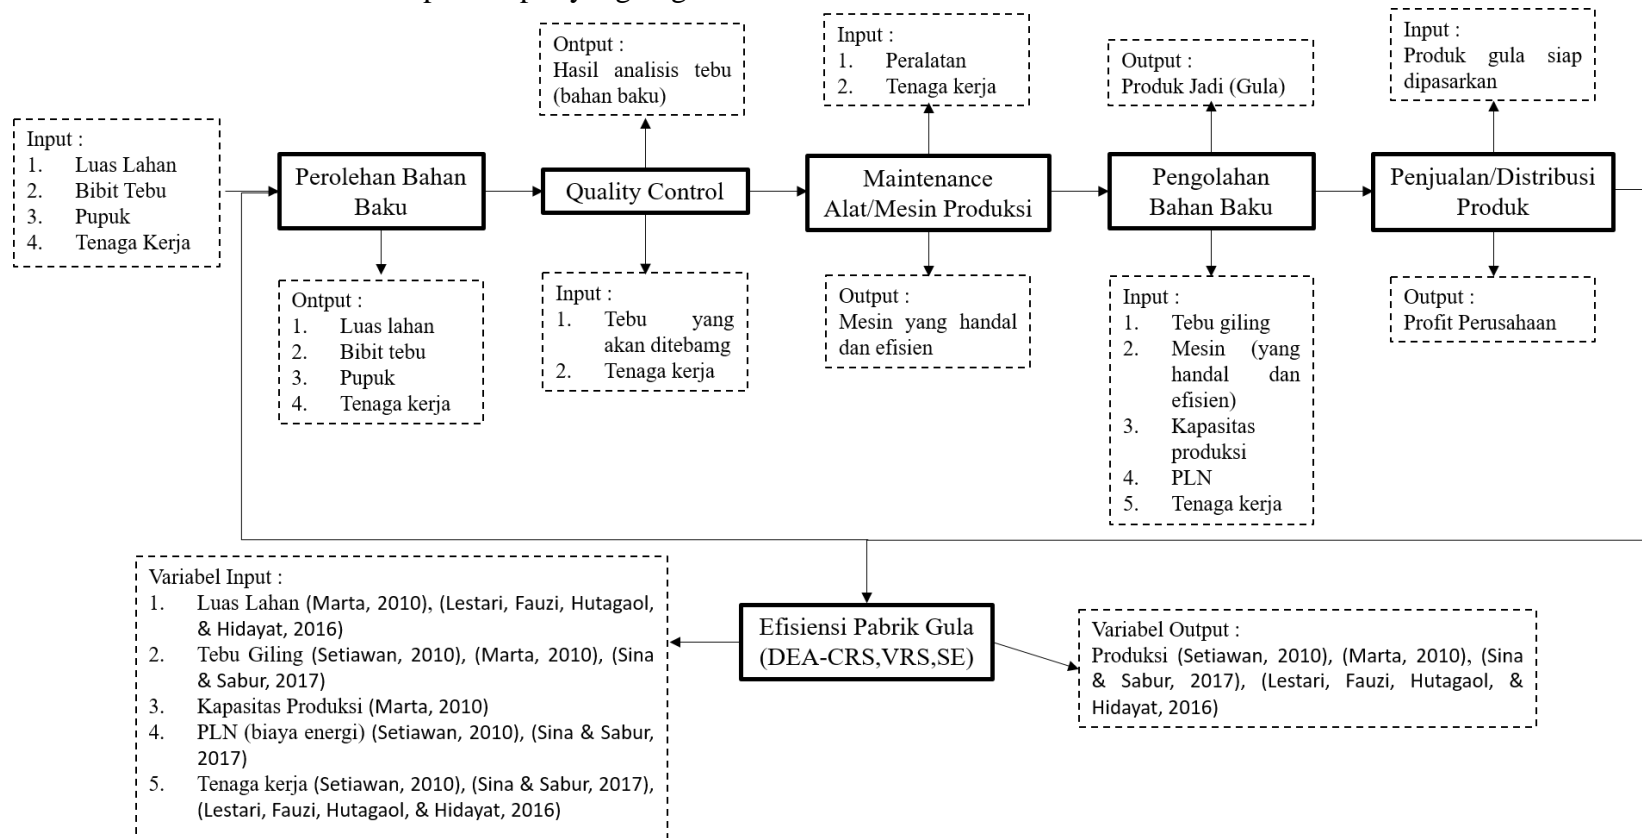 Ontput :
Hasil analisis tebu
(bahan baku)
Input :
1. Peralatan
2. Tenaga kerja
Output :
Produk Jadi (Gula)
Input :
Produk gula siap
dipasarkan
Input :
1. Luas Lahan
2. Bibit Tebu
3. Pupuk
4. Tenaga Kerja
Perolehan Bahan
Baku
Quality Control
Maintenance
Alat/Mesin Produksi
Pengolahan
Bahan Baku
Penjualan/Distribusi
Produk
Ontput :
1. Luas lahan
2. Bibit tebu
3. Pupuk
4. Tenaga kerja
Input :
1. Tebu yang
akan ditebamg
2. Tenaga kerja
Output :
Mesin yang handal
dan efisien
Input :
1. Tebu giling
2. Mesin (yang
handal dan
efisien)
3. Kapasitas
produksi
4. PLN
5. Tenaga kerja
Output :
Profit Perusahaan
Variabel Input :
1. Luas Lahan (Marta, 2010), (Lestari, Fauzi, Hutagaol,
& Hidayat, 2016)
2. Tebu Giling (Setiawan, 2010), (Marta, 2010), (Sina
& Sabur, 2017)
3. Kapasitas Produksi (Marta, 2010)
4. PLN (biaya energi) (Setiawan, 2010), (Sina & Sabur,
2017)
5. Tenaga kerja (Setiawan, 2010), (Sina & Sabur, 2017),
(Lestari, Fauzi, Hutagaol, & Hidayat, 2016)
Efisiensi Pabrik Gula
(DEA-CRS,VRS,SE)
Variabel Output :
Produksi (Setiawan, 2010), (Marta, 2010), (Sina
& Sabur, 2017), (Lestari, Fauzi, Hutagaol, &
Hidayat, 2016)